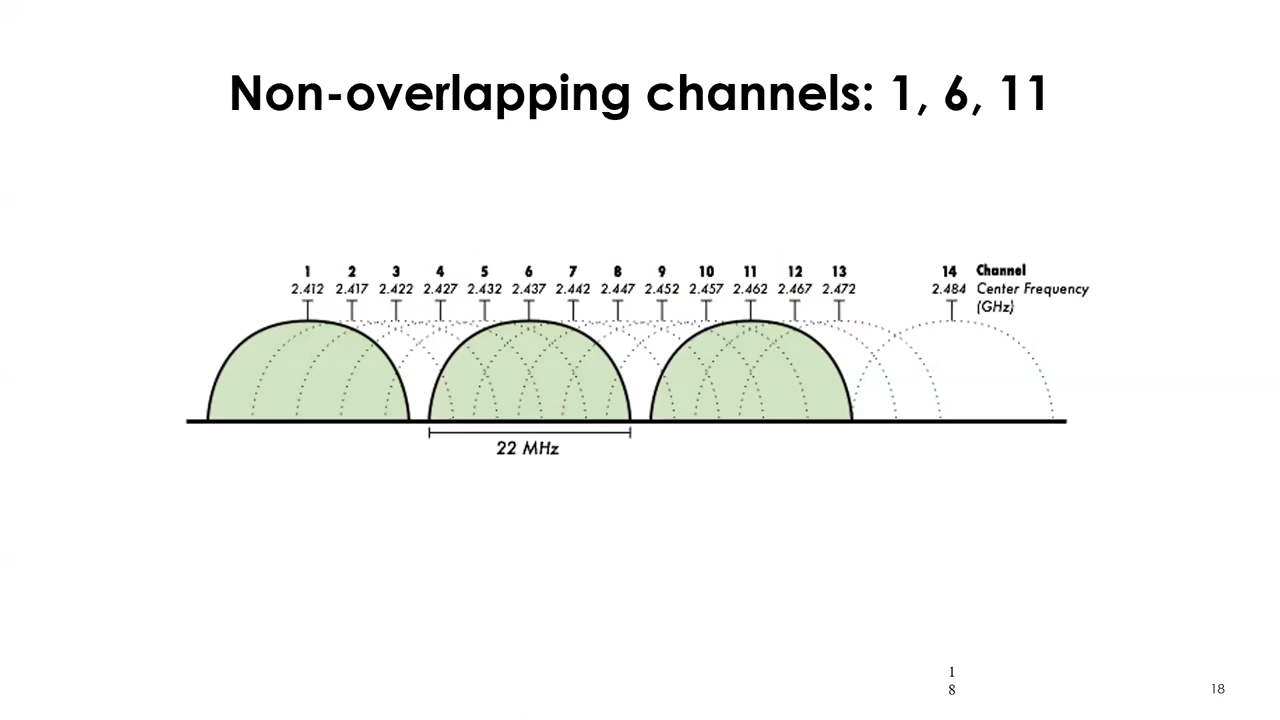 Non-overlapping channels: 1, 6, 11
1 2 3 4 5 6 7 8 9 10 11 12 13 14 Channel
2.412 2.417 2.422 2.427 2.432 2.437 2.442 2.447 2.452 2.457 2.462 2.467 2.472 2.484 Center Frequency
(GHz)
22 MHz
1
8
18